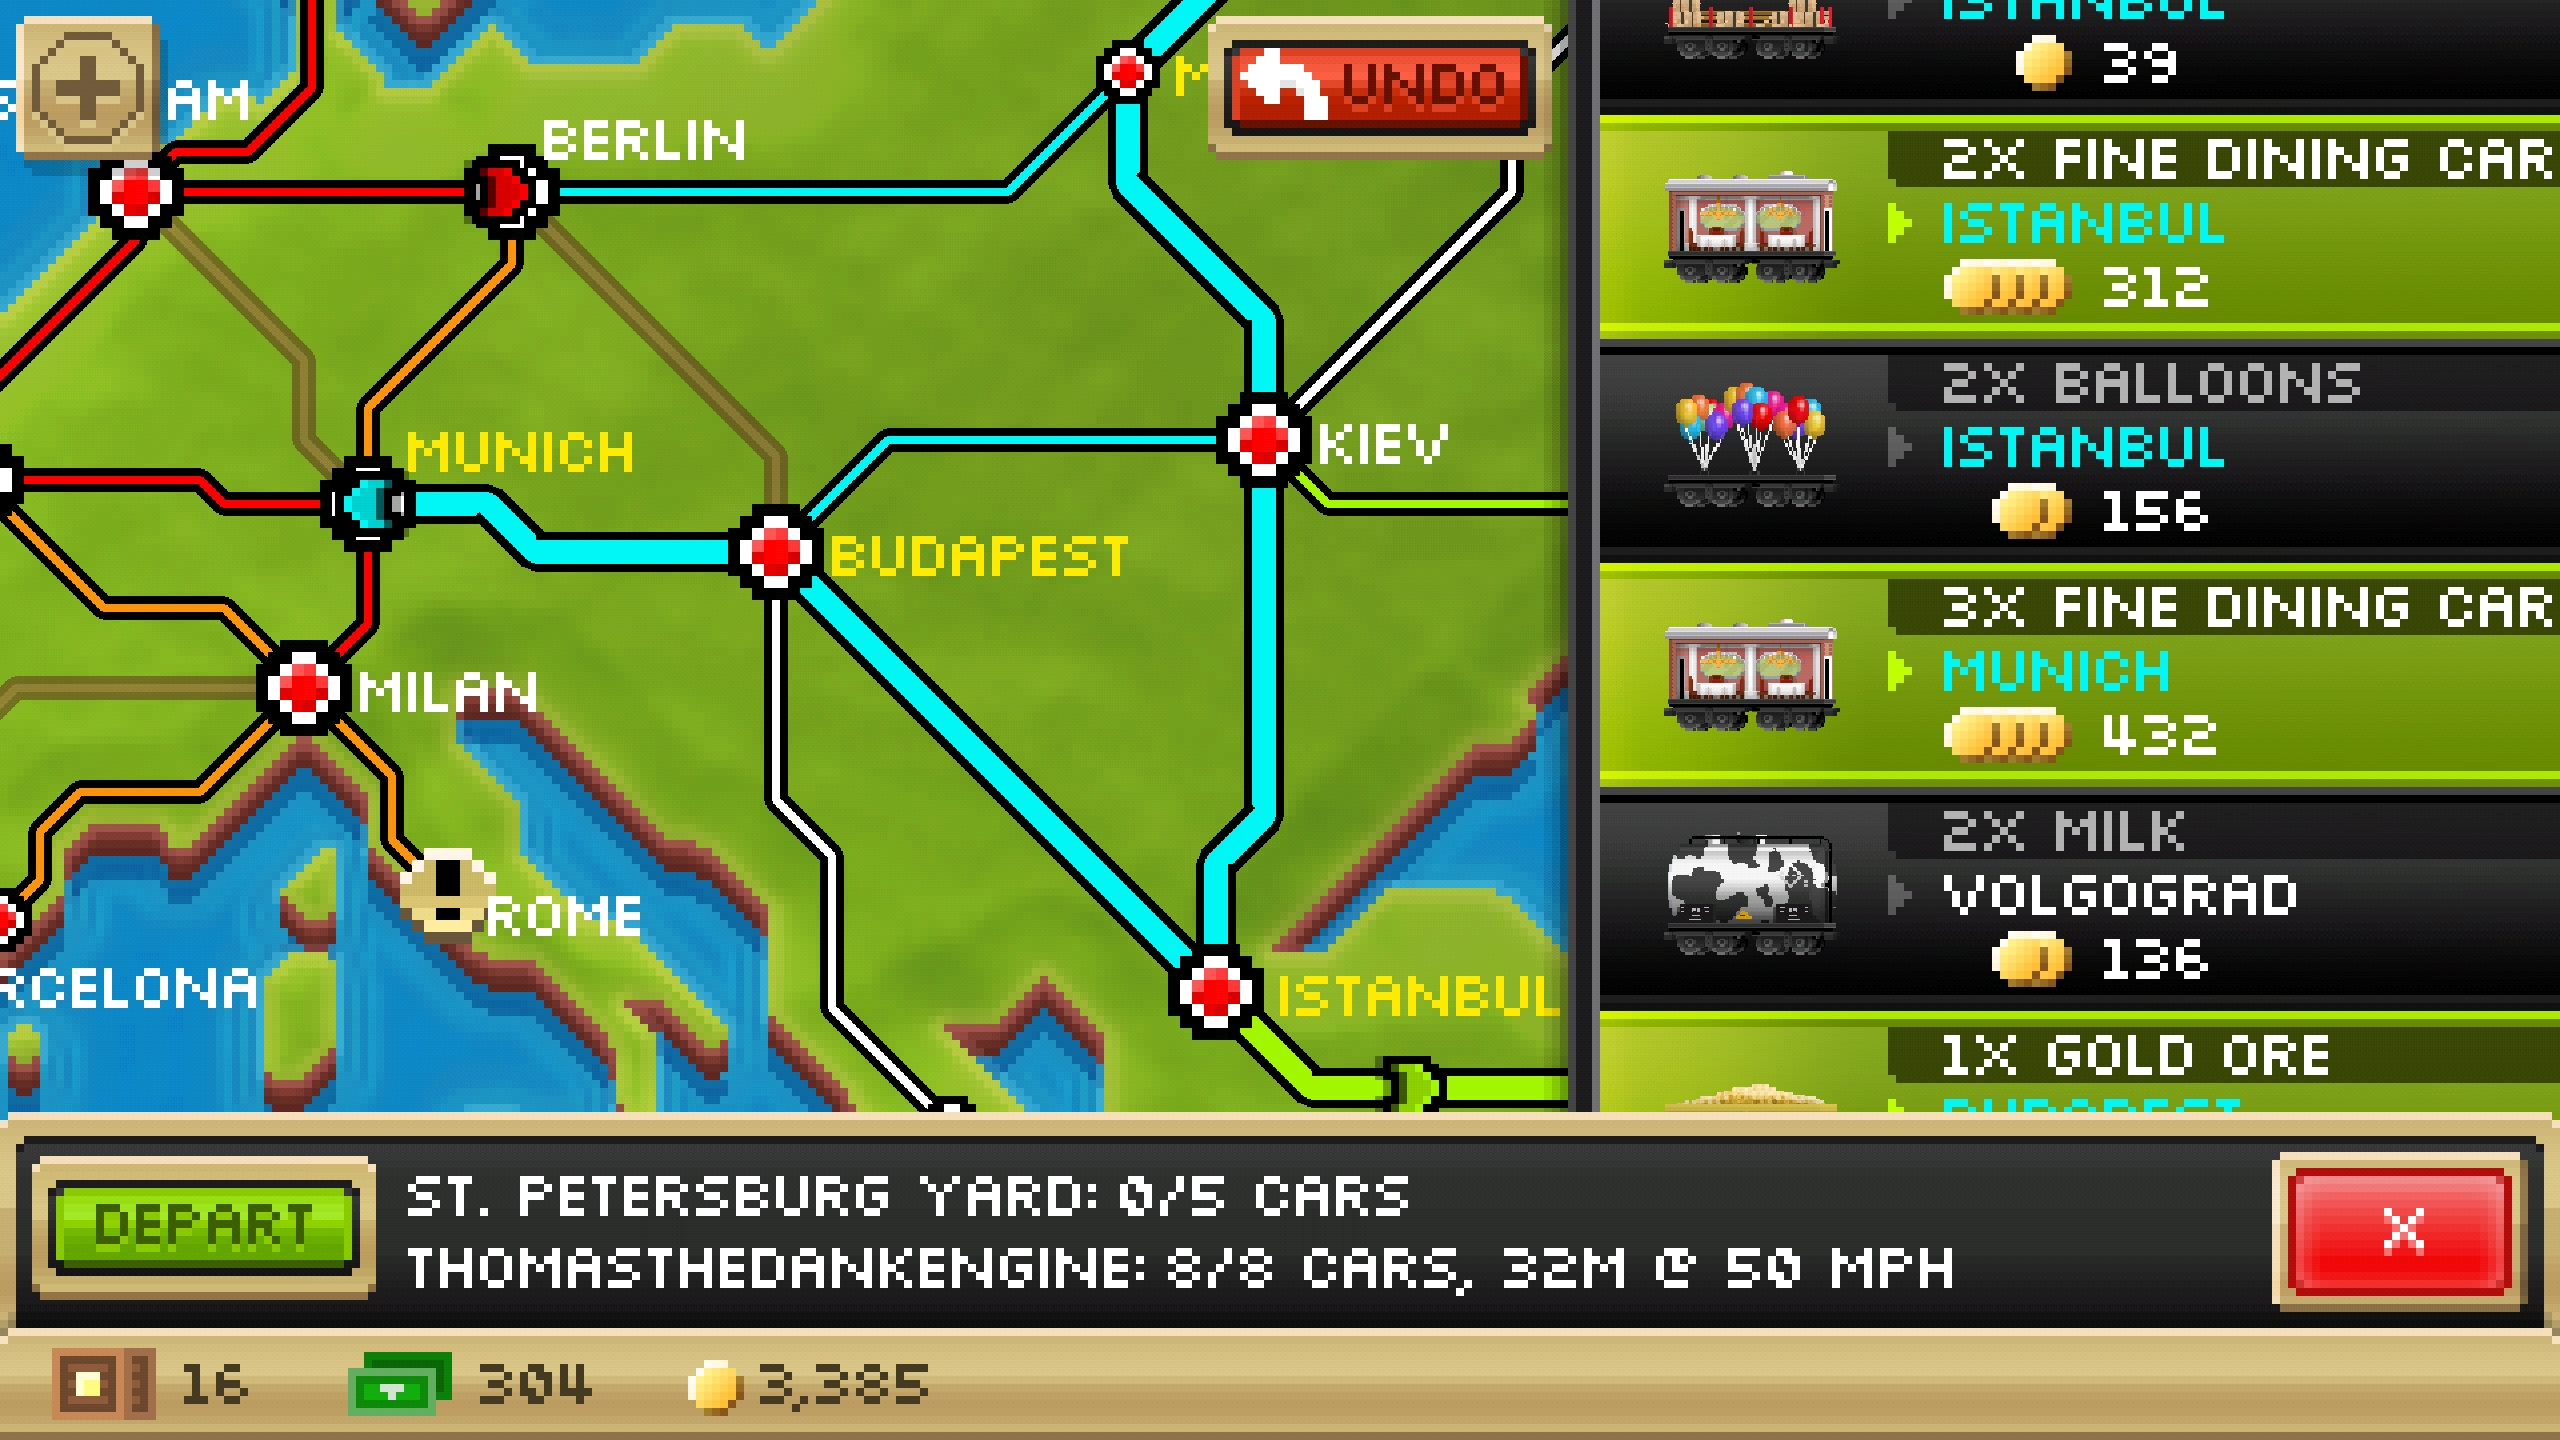 AM
BERLIN
M
UNDO
MUNICH
KIEV
BUDAPEST
MILAN
ROME
RCELONA
ISTANBUL
ISTANBUL
39
2X FINE DINING CAR
ISTANBUL
312
2X BALLOONS
ISTANBUL
156
3X FINE DINING CAR
MUNICH
432
2X MILK
VOLGOGRAD
136
1X GOLD ORE
BUDAPEST
DEPART
ST. PETERSBURG YARD: 0/5 CARS
THOMASTHEDANKENGINE: 8/8 CARS, 32M @ 50 MPH
X
16
304
3,385